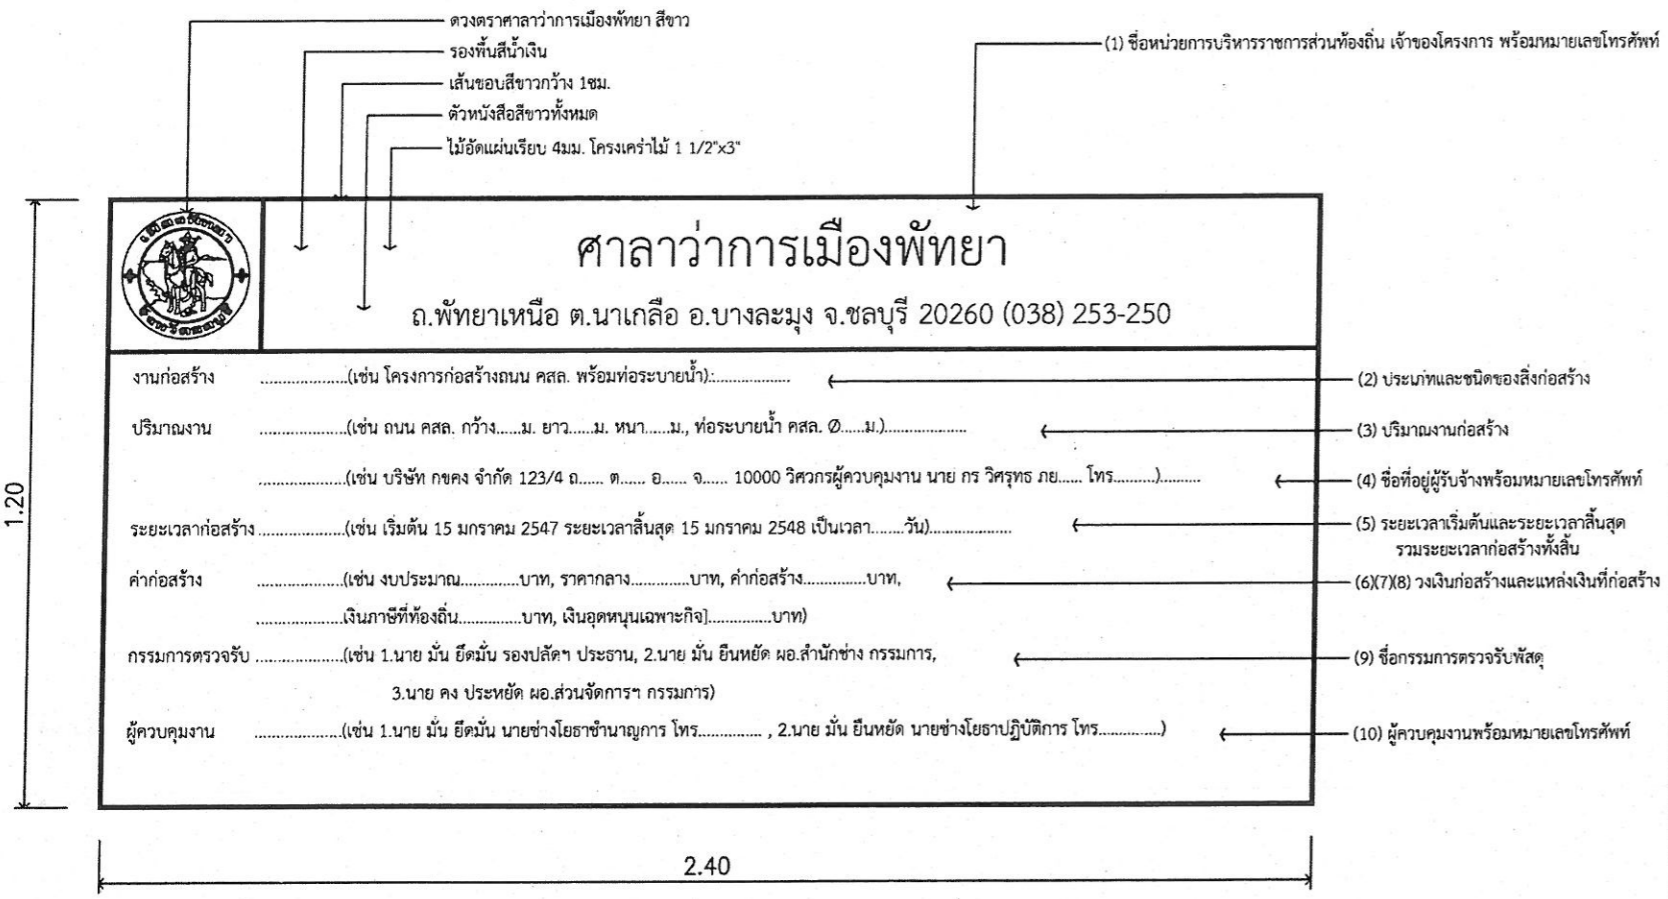 ดวงตราศาลาว่าการเมืองพัทยา สีขาว
รองพื้นสีน้ำเงิน
เส้นขอบสีขาวกว้าง 1ซม.
ตัวหนังสือสีขาวทั้งหมด
ไม้อัดแผ่นเรียบ 4มม. โครงเคร่าไม้ 1 1/2"x3"
(1) ชื่อหน่วยการบริหารราชการส่วนท้องถิ่น เจ้าของโครงการ พร้อมหมายเลขโทรศัพท์
ศาลาว่าการเมืองพัทยา
ถ.พัทยาเหนือ ต.นาเกลือ อ.บางละมุง จ.ชลบุรี 20260 (038) 253-250
งานก่อสร้าง .....................(เช่น โครงการก่อสร้างถนน คสล. พร้อมท่อระบายน้ำ):..................
(2) ประเภทและชนิดของสิ่งก่อสร้าง
ปริมาณงาน .....................(เช่น ถนน คสล. กว้าง......ม. ยาว......ม. หนา......ม., ท่อระบายน้ำ คสล. Ø.....ม.)....................
(3) ปริมาณงานก่อสร้าง
.....................(เช่น บริษัท กขคง จำกัด 123/4 ถ...... ต...... อ...... จ...... 10000 วิศวกรผู้ควบคุมงาน นาย กร วิศรุทธ ภย...... โทร..........)..........
(4) ชื่อที่อยู่ผู้รับจ้างพร้อมหมายเลขโทรศัพท์
ระยะเวลาก่อสร้าง .....................(เช่น เริ่มต้น 15 มกราคม 2547 ระยะเวลาสิ้นสุด 15 มกราคม 2548 เป็นเวลา........วัน)....................
(5) ระยะเวลาเริ่มต้นและระยะเวลาสิ้นสุด
รวมระยะเวลาก่อสร้างทั้งสิ้น
ค่าก่อสร้าง .....................(เช่น งบประมาณ..............บาท, ราคากลาง..............บาท, ค่าก่อสร้าง...............บาท,
(6)(7)(8) วงเงินก่อสร้างและแหล่งเงินที่ก่อสร้าง
.....................เงินภาษีที่ท้องถิ่น...............บาท, เงินอุดหนุนเฉพาะกิจ]...............บาท)
กรรมการตรวจรับ .....................(เช่น 1.นาย มั่น ยึดมั่น รองปลัดฯ ประธาน, 2.นาย มั่น ยืนหยัด ผอ.สำนักช่าง กรรมการ,
(9) ชื่อกรรมการตรวจรับพัสดุ
3.นาย คง ประหยัด ผอ.ส่วนจัดการฯ กรรมการ)
ผู้ควบคุมงาน .....................(เช่น 1.นาย มั่น ยึดมั่น นายช่างโยธาชำนาญการ โทร............... , 2.นาย มั่น ยืนหยัด นายช่างโยธาปฏิบัติการ โทร...............)
(10) ผู้ควบคุมงานพร้อมหมายเลขโทรศัพท์
1.20
2.40